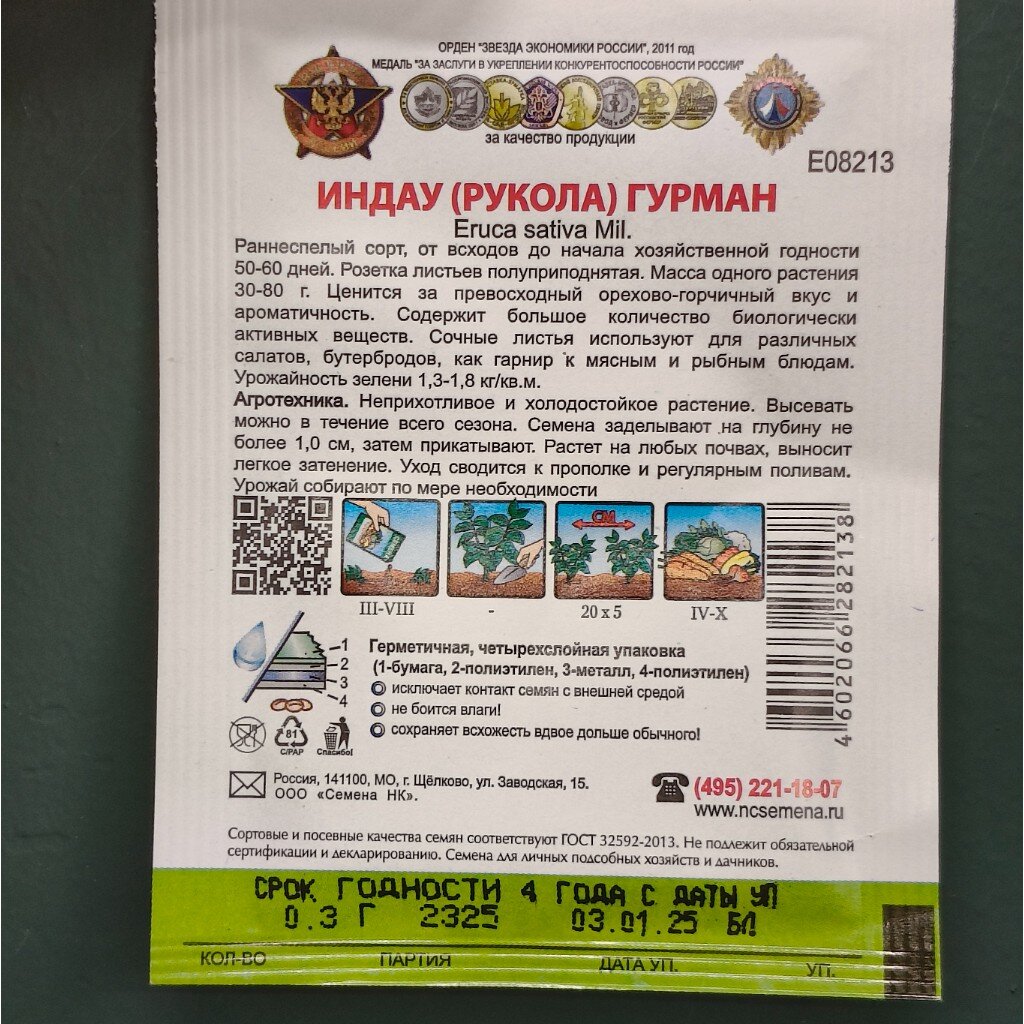 ОРДЕН "ЗВЕЗДА ЭКОНОМИКИ РОССИИ", 2011 год
МЕДАЛЬ "ЗА ЗАСЛУГИ В УКРЕПЛЕНИИ КОНКУРЕНТОСПОСОБНОСТИ РОССИИ"
за качество продукции
E08213
ИНДАУ (РУКОЛА) ГУРМАН
Eruca sativa Mil.
Раннеспелый сорт, от всходов до начала хозяйственной годности
50-60 дней. Розетка листьев полуприподнятая. Масса одного растения
30-80 г. Ценится за превосходный орехово-горчичный вкус и
ароматичность. Содержит большое количество биологически
активных веществ. Сочные листья используют для различных
салатов, бутербродов, как гарнир к мясным и рыбным блюдам.
Урожайность зелени 1,3-1,8 кг/кв.м.
Агротехника. Неприхотливое и холодостойкое растение. Высевать
можно в течение всего сезона. Семена заделывают на глубину не
более 1,0 см, затем прикатывают. Растет на любых почвах, выносит
легкое затенение. Уход сводится к прополке и регулярным поливам.
Урожай собирают по мере необходимости
СМ
III-VIII - 20 x 5 IV-X
4602066282138
1
2
3
4
Герметичная, четырехслойная упаковка
(1-бумага, 2-полиэтилен, 3-металл, 4-полиэтилен)
исключает контакт семян с внешней средой
не боится влаги!
сохраняет всхожесть вдвое дольше обычного!
81
C/PAP
Спасибо!
Россия, 141100, МО, г. Щёлково, ул. Заводская, 15.
ООО «Семена НК».
(495) 221-18-07
www.ncsemena.ru
Сортовые и посевные качества семян соответствуют ГОСТ 32592-2013. Не подлежит обязательной
сертификации и декларированию. Семена для личных подсобных хозяйств и дачников.
СРОК ГОДНОСТИ 4 ГОДА С ДАТЫ УП
0.3 Г 2325 03.01.25 БЛ
КОЛ-ВО ПАРТИЯ ДАТА УП. УП.